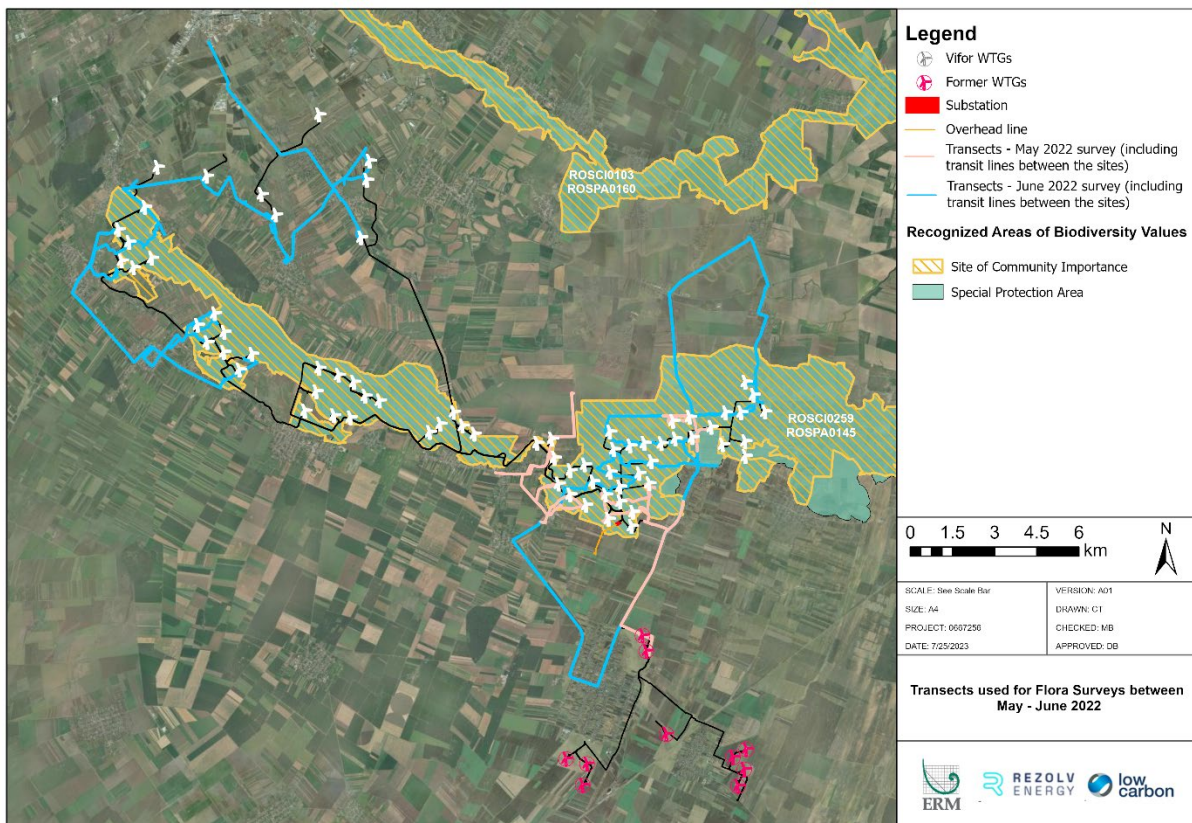 ROSCI0103
ROSPA0160
ROSCI0259
ROSPA0145
Legend
Vifor WTGs
Former WTGs
Substation
Overhead line
Transects - May 2022 survey (including
transit lines between the sites)
Transects - June 2022 survey (including
transit lines between the sites)
Recognized Areas of Biodiversity Values
Site of Community Importance
Special Protection Area
0 1.5 3 4.5 6
km
N
SCALE: See Scale Bar
VERSION: A01
SIZE: A4
DRAWN: CT
PROJECT: 0667256
CHECKED: MB
DATE: 7/25/2023
APPROVED: DB
Transects used for Flora Surveys between
May - June 2022
ERM
REZOLV
ENERGY
low
carbon